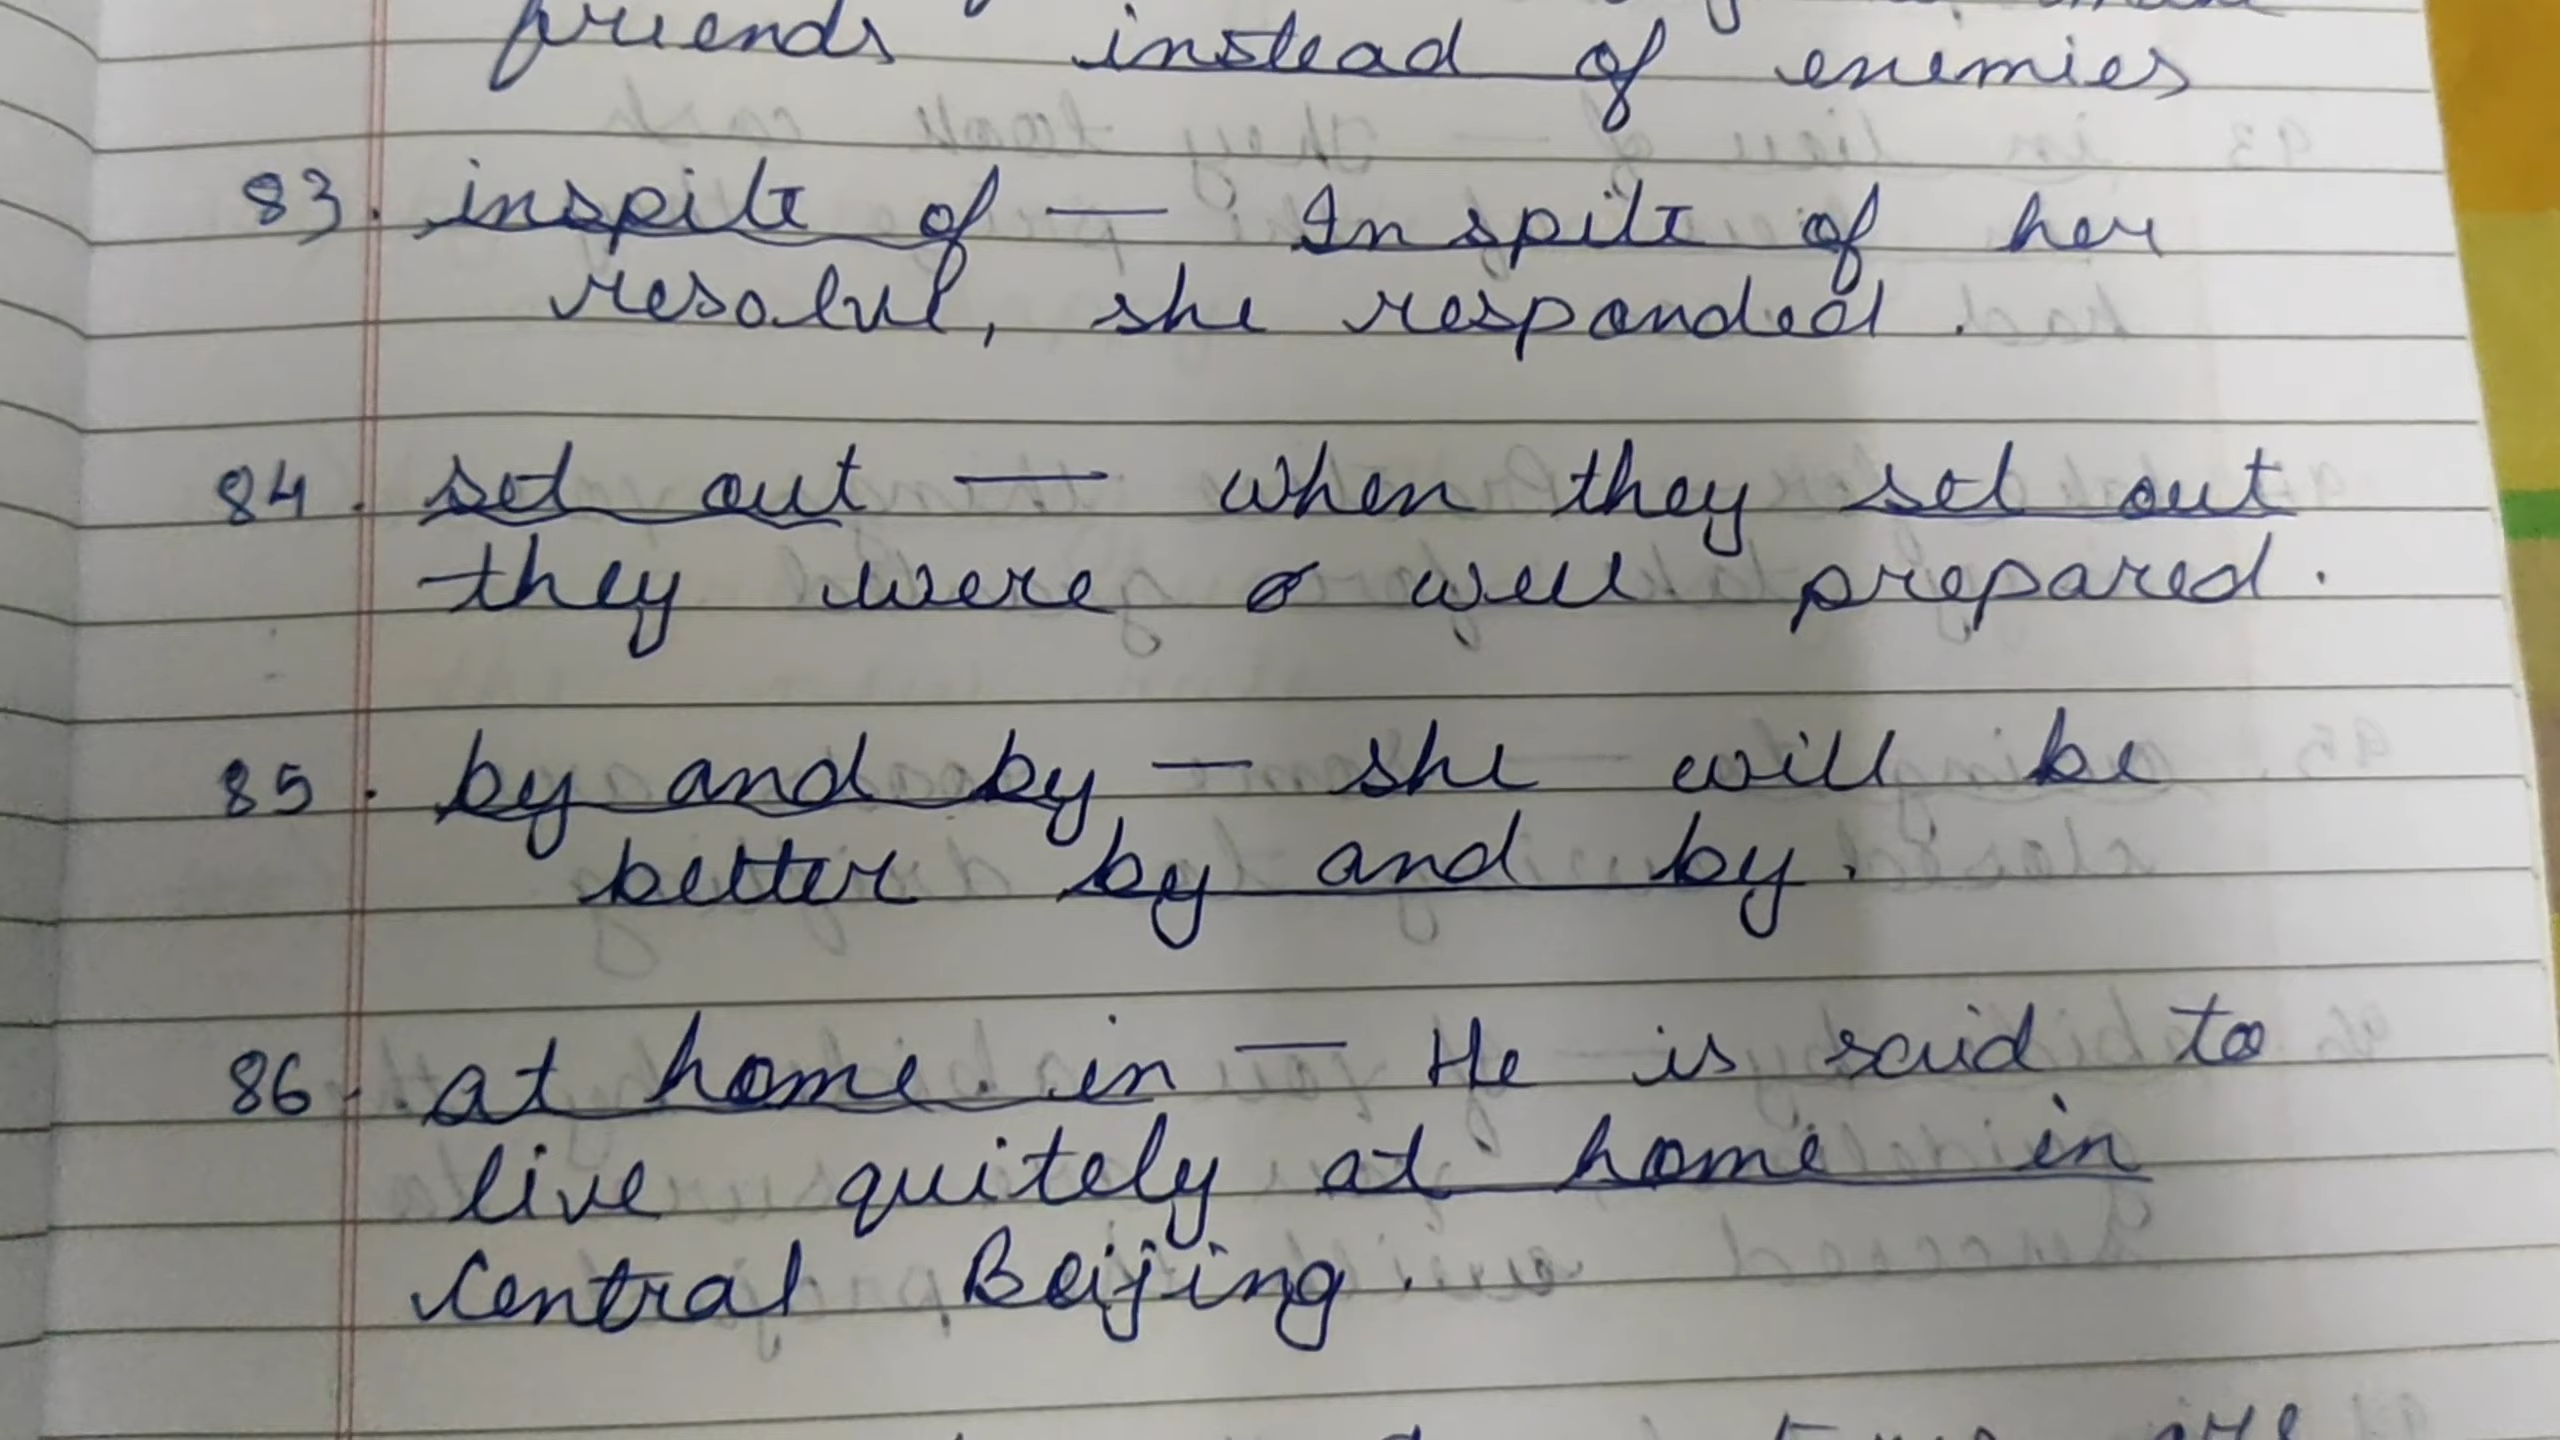 friends instead of enemies
83. inspite of — In spite of her
resolve, she responded.
84. set out — when they set out
they were well prepared.
85. by and by — she will be
better by and by.
86. at home in — He is said to
live quitely at home in
Central Beijing.